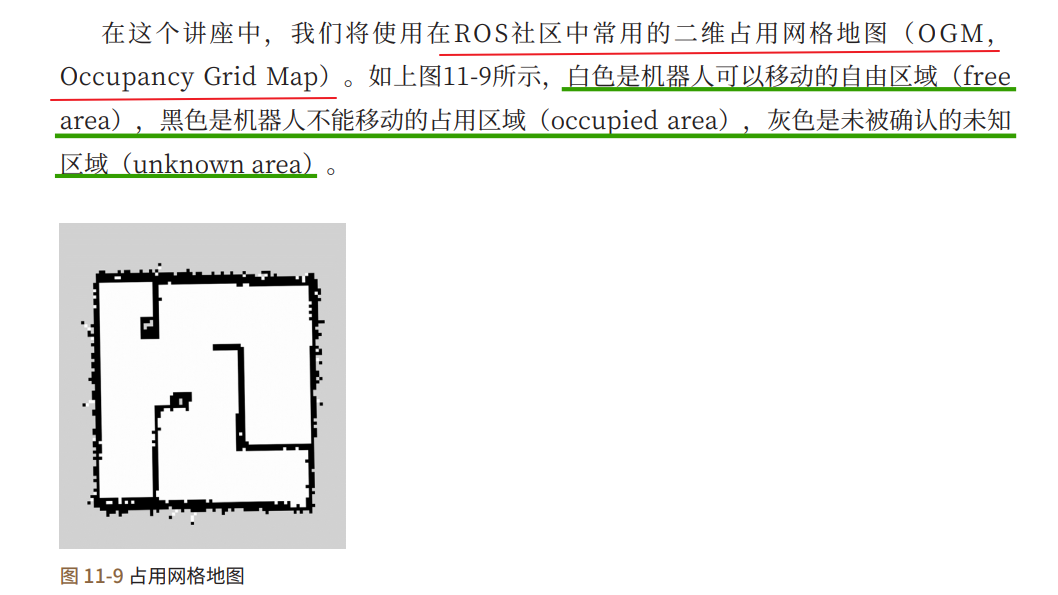 在这个讲座中，我们将使用在ROS社区中常用的二维占用网格地图（OGM，
Occupancy Grid Map）。如上图11-9所示，白色是机器人可以移动的自由区域（free
area），黑色是机器人不能移动的占用区域（occupied area），灰色是未被确认的未知
区域（unknown area）。
图 11-9 占用网格地图